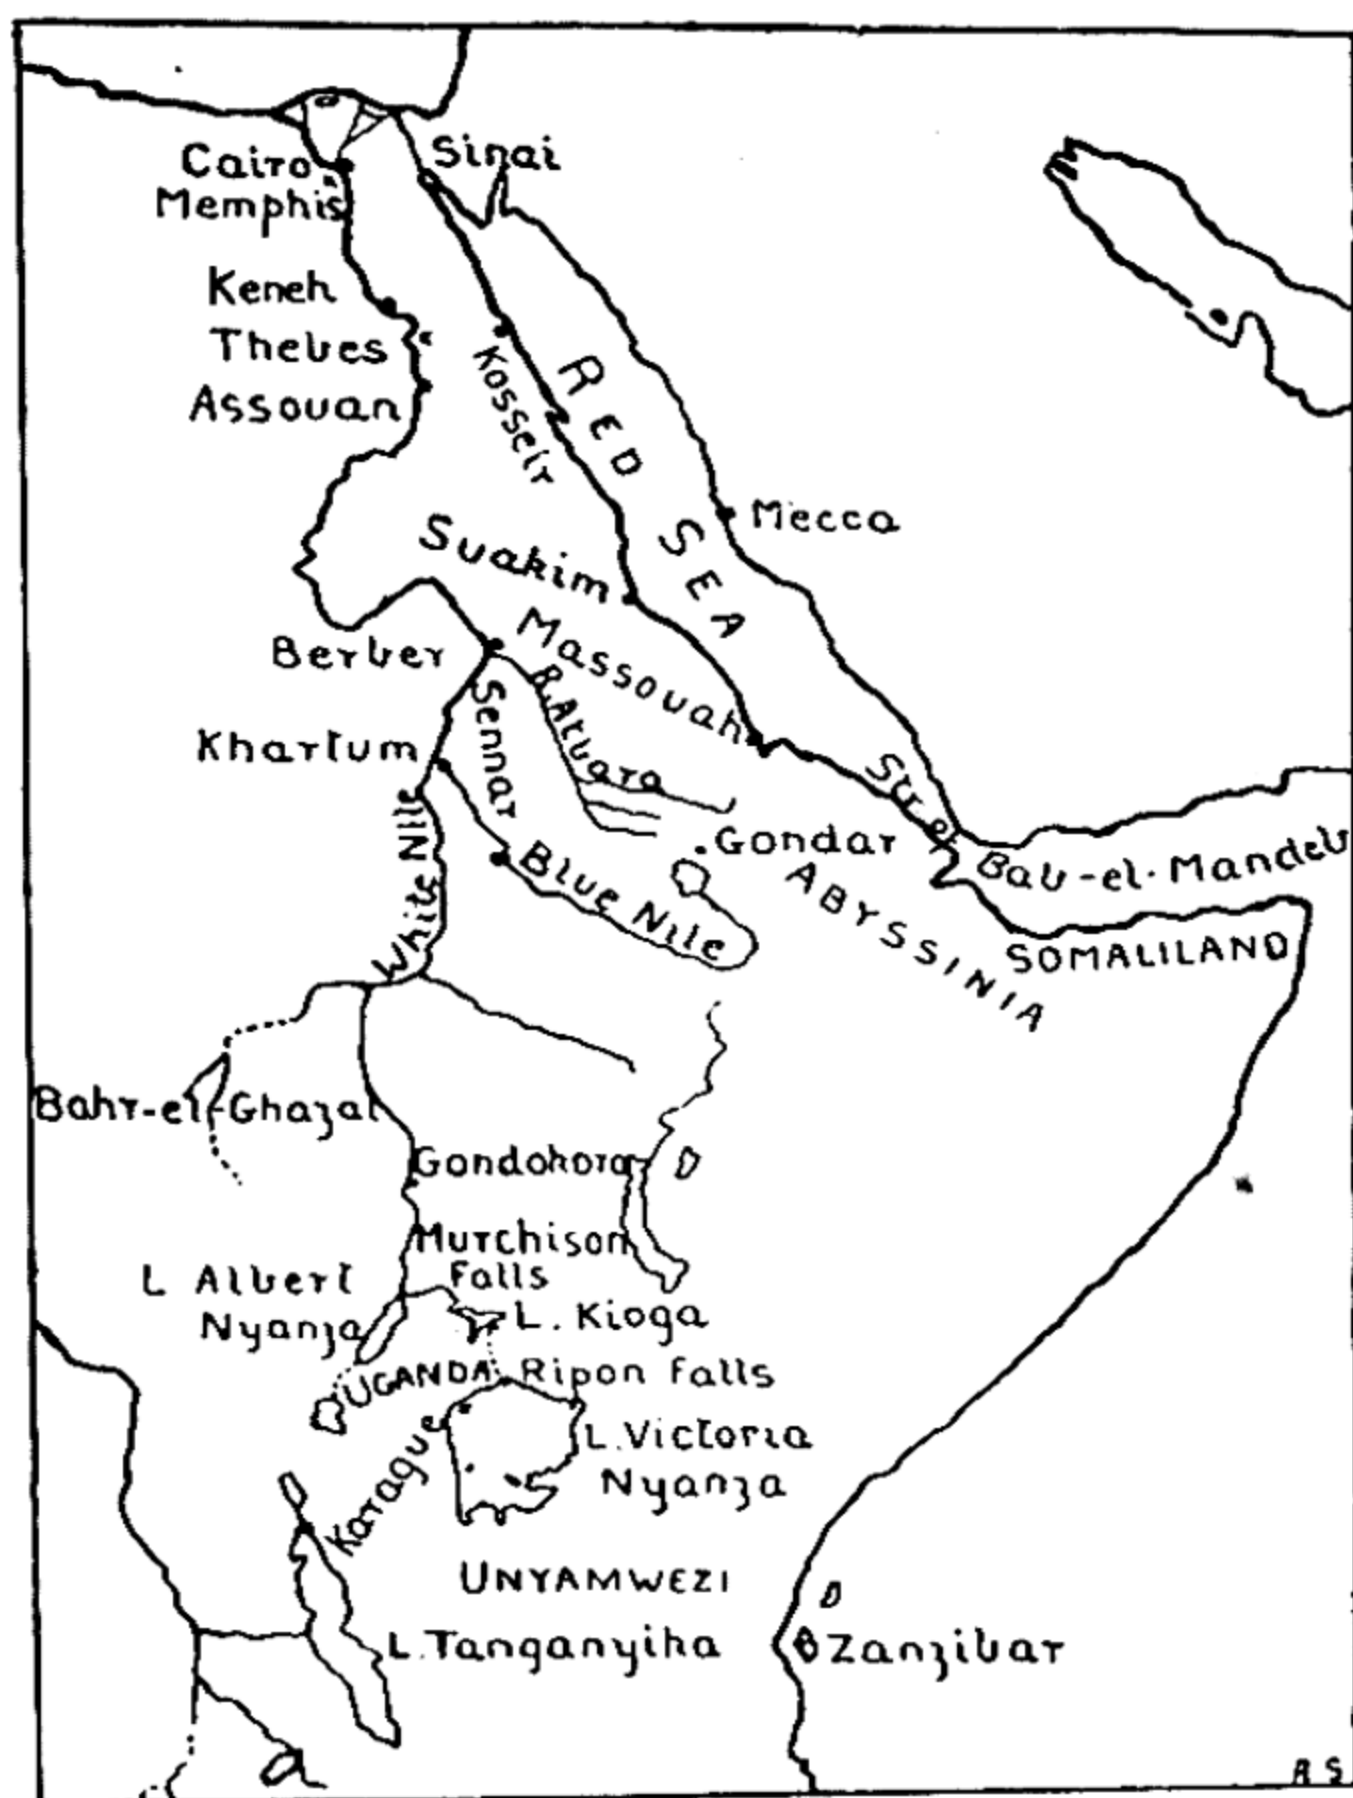 Sinai
Cairo
Memphis
Keneh
Thebes
Assouan
Kosseir
RED SEA
Mecca
Suakim
Massouah
Berber
R. Atbara
Sennar
Khartum
White Nile
Blue Nile
Gondar
ABYSSINIA
Str of
Bab-el-Mandeb
SOMALILAND
Bahr-el-Ghazal
Gondokoro
Murchison
Falls
L Albert
Nyanza
L. Kioga
UGANDA
Ripon Falls
L. Victoria
Nyanza
Karague
UNYAMWEZI
L. Tanganyika
Zanzibar